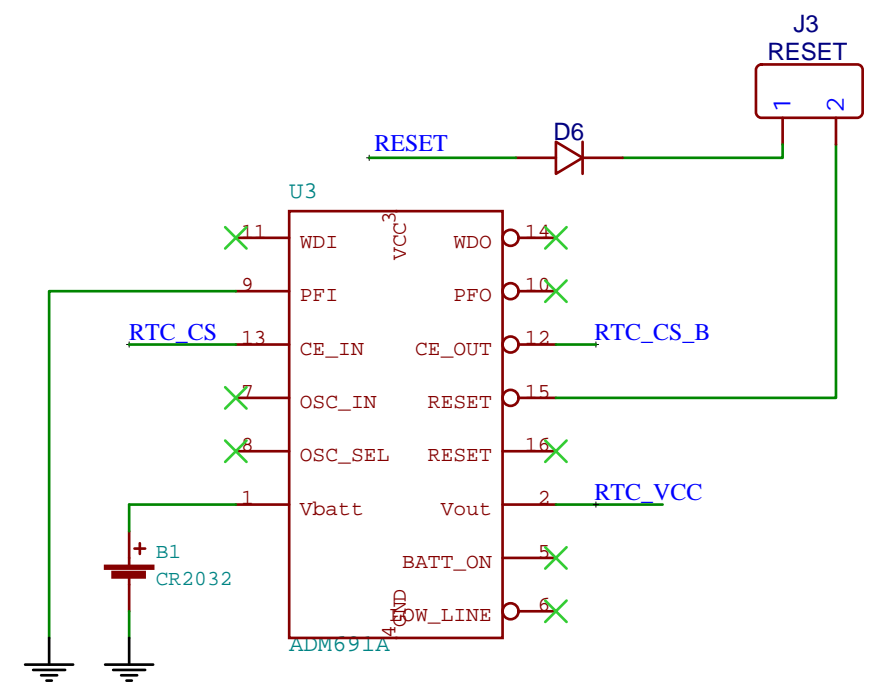 J3
RESET
1
2
D6
RESET
U3
11
WDI
VCC
3
WDO
14
9
PFI
PFO
10
RTC_CS
13
CE_IN
CE_OUT
12
RTC_CS_B
7
OSC_IN
RESET
15
8
OSC_SEL
RESET
16
1
Vbatt
Vout
2
RTC_VCC
B1
CR2032
BATT_ON
5
GND
4
LOW_LINE
6
ADM691A